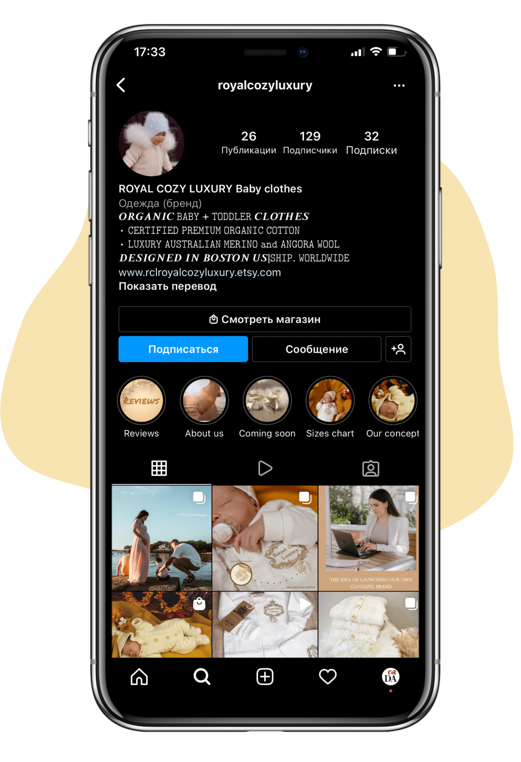 17:33
royalcozyluxury
26 129 32
Публикации Подписчики Подписки
ROYAL COZY LUXURY Baby clothes
Одежда (бренд)
ORGANIC BABY + TODDLER CLOTHES
• CERTIFIED PREMIUM ORGANIC COTTON
• LUXURY AUSTRALIAN MERINO and ANGORA WOOL
DESIGNED IN BOSTON US|SHIP. WORLDWIDE
www.rclroyalcozyluxury.etsy.com
Показать перевод
Смотреть магазин
Подписаться Сообщение
REVIEWS
Reviews About us Coming soon Sizes chart Our concept
THE IDEA OF LAUNCHING OUR OWN
CLOTHING BRAND
DA